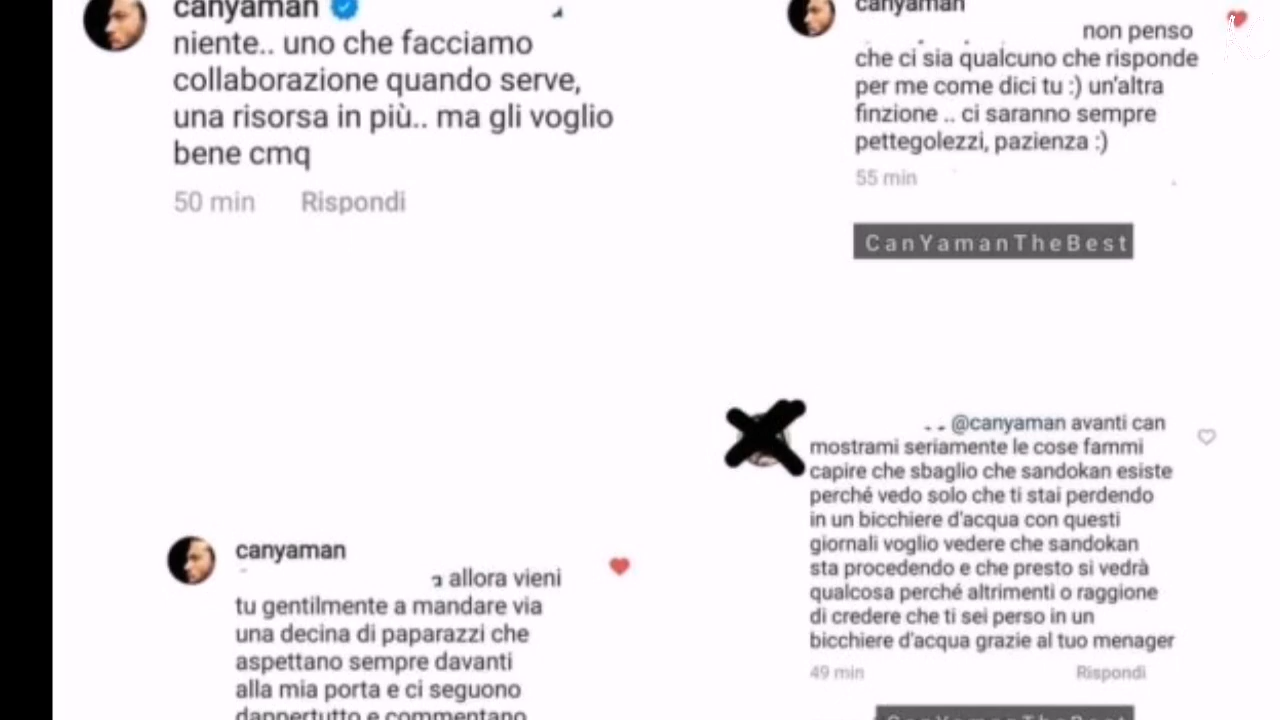 canyaman
niente.. uno che facciamo
collaborazione quando serve,
una risorsa in più.. ma gli voglio
bene cmq
50 min Rispondi
canyaman
non penso
che ci sia qualcuno che risponde
per me come dici tu :) un'altra
finzione .. ci saranno sempre
pettegolezzi, pazienza :)
55 min
CanYamanTheBest
canyaman
allora vieni
tu gentilmente a mandare via
una decina di paparazzi che
aspettano sempre davanti
alla mia porta e ci seguono
dappertutto e commentano
@canyaman avanti can
mostrami seriamente le cose fammi
capire che sbaglio che sandokan esiste
perché vedo solo che ti stai perdendo
in un bicchiere d'acqua con questi
giornali voglio vedere che sandokan
sta procedendo e che presto si vedrà
qualcosa perché altrimenti o raggione
di credere che ti sei perso in un
bicchiere d'acqua grazie al tuo menager
49 min Rispondi
CanYamanTheBest